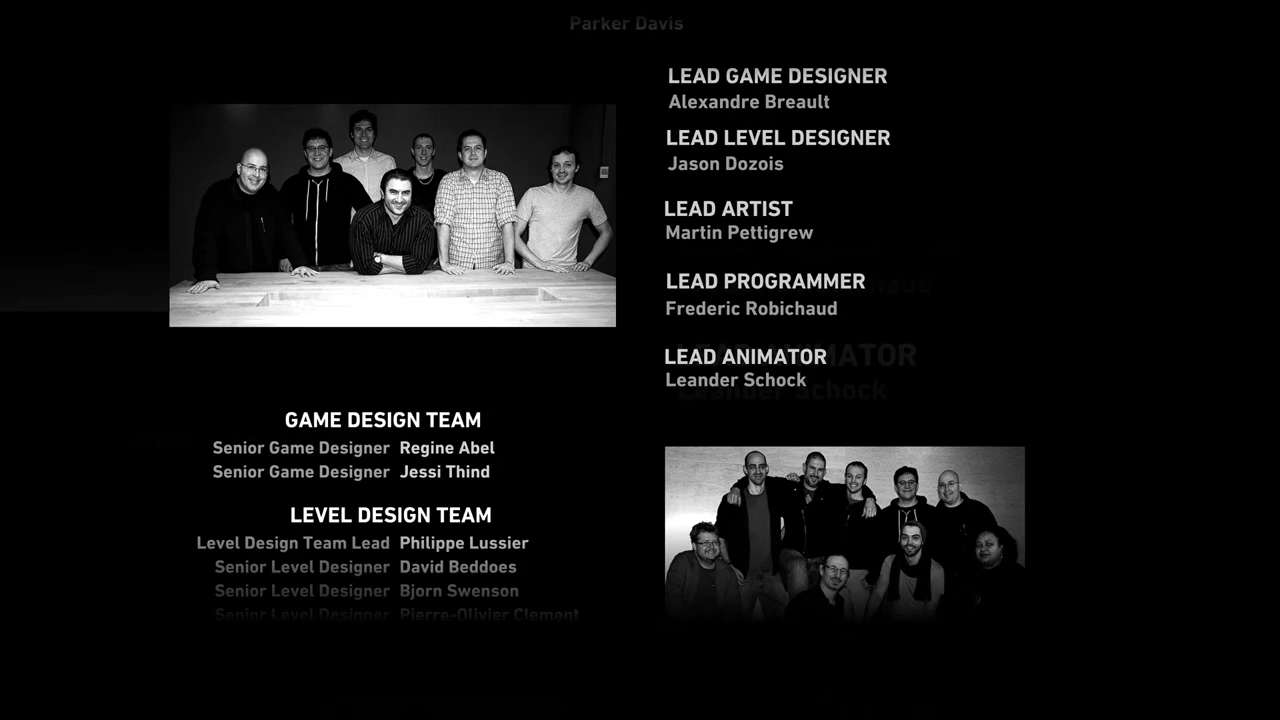 Parker Davis
LEAD GAME DESIGNER
Alexandre Breault
LEAD LEVEL DESIGNER
Jason Dozois
LEAD ARTIST
Martin Pettigrew
LEAD PROGRAMMER
Frederic Robichaud
LEAD ANIMATOR
Leander Schock
GAME DESIGN TEAM
Senior Game Designer Regine Abel
Senior Game Designer Jessi Thind
LEVEL DESIGN TEAM
Level Design Team Lead Philippe Lussier
Senior Level Designer David Beddoes
Senior Level Designer Bjorn Swenson
Senior Level Designer Pierre-Olivier Clement